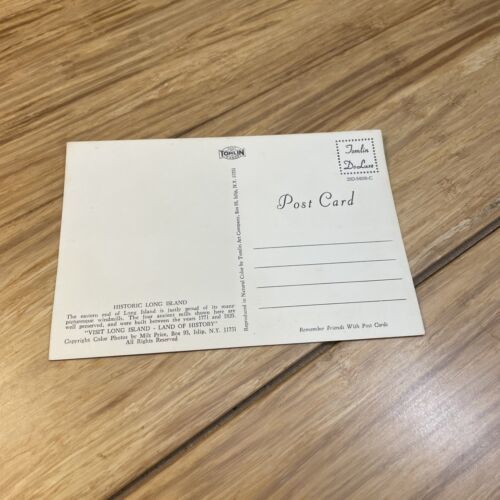 TOMLIN
Tomlin
DeLuxe
Post Card
HISTORIC LONG ISLAND
The eastern end of Long Island is justly proud of its many
picturesque windmills. The four ancient mills shown here are
well preserved, and were built between the years 1771 and 1820.
"VISIT LONG ISLAND - LAND OF HISTORY"
Copyright Color Photos by Milt Price, Box 93, Islip, N.Y. 11751
All Rights Reserved
Reproduced in Natural Color by Tomlin Art Company, Box 93, Islip, N.Y. 11751
Remember Friends With Post Cards